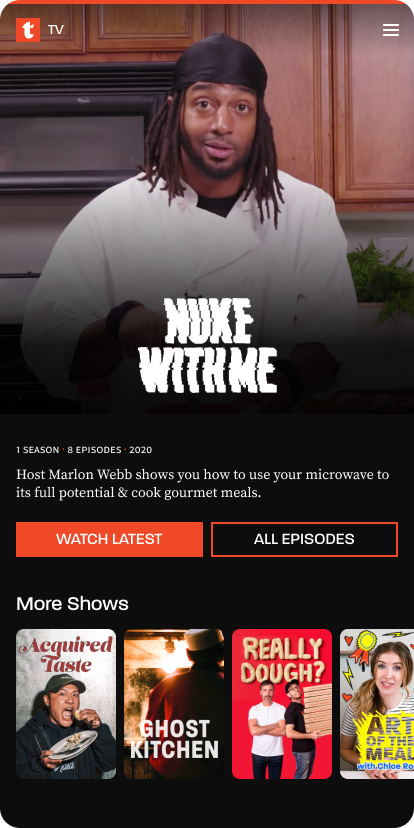 t TV
NUKE
WITH ME
1 SEASON · 8 EPISODES · 2020
Host Marlon Webb shows you how to use your microwave to
its full potential & cook gourmet meals.
WATCH LATEST
ALL EPISODES
More Shows
Acquired
Taste
GHOST
KITCHEN
REALLY
DOUGH?
ART
OF THE
MEAL
with Chloe Ro